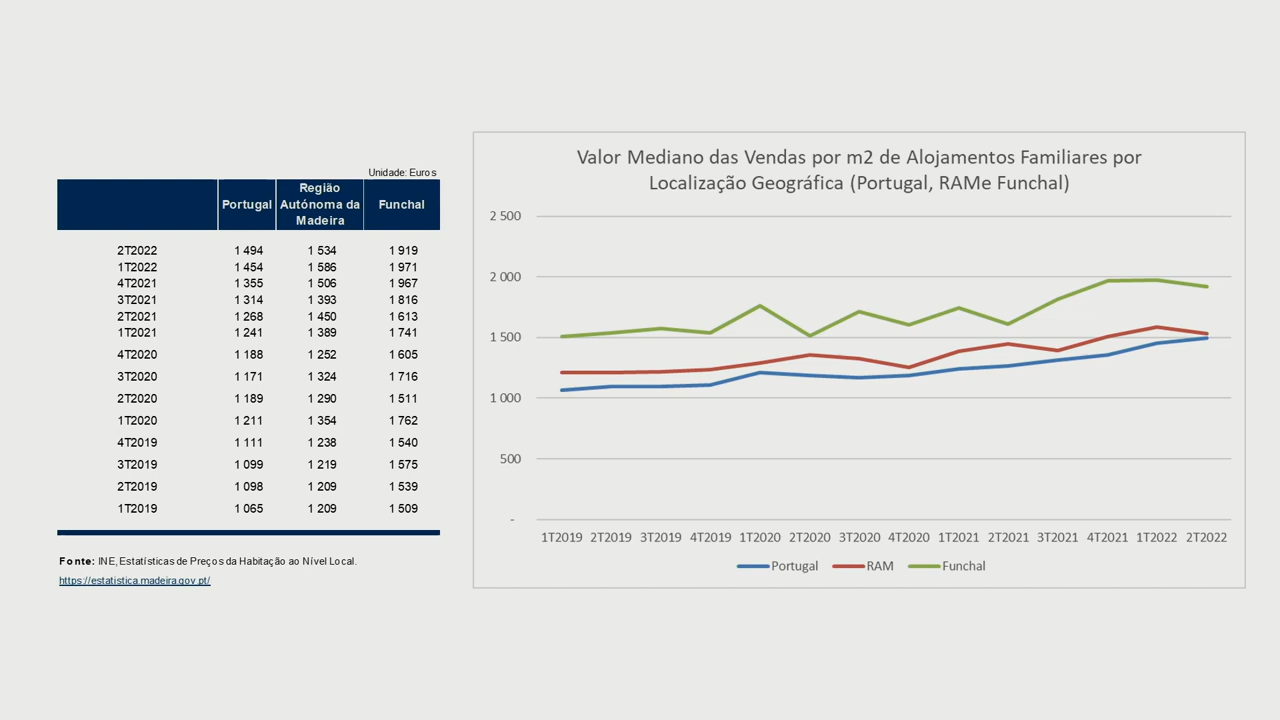 Unidade: Euros
Portugal Região Autónoma da Madeira Funchal
2T2022 1 494 1 534 1 919
1T2022 1 454 1 586 1 971
4T2021 1 355 1 506 1 967
3T2021 1 314 1 393 1 816
2T2021 1 268 1 450 1 613
1T2021 1 241 1 389 1 741
4T2020 1 188 1 252 1 605
3T2020 1 171 1 324 1 716
2T2020 1 189 1 290 1 511
1T2020 1 211 1 354 1 762
4T2019 1 111 1 238 1 540
3T2019 1 099 1 219 1 575
2T2019 1 098 1 209 1 539
1T2019 1 065 1 209 1 509
Fonte: INE, Estatísticas de Preços da Habitação ao Nível Local.
https://estatistica.madeira.gov.pt/
Valor Mediano das Vendas por m2 de Alojamentos Familiares por
Localização Geográfica (Portugal, RAMe Funchal)
2 500
2 000
1 500
1 000
500
-
1T2019 2T2019 3T2019 4T2019 1T2020 2T2020 3T2020 4T2020 1T2021 2T2021 3T2021 4T2021 1T2022 2T2022
Portugal RAM Funchal